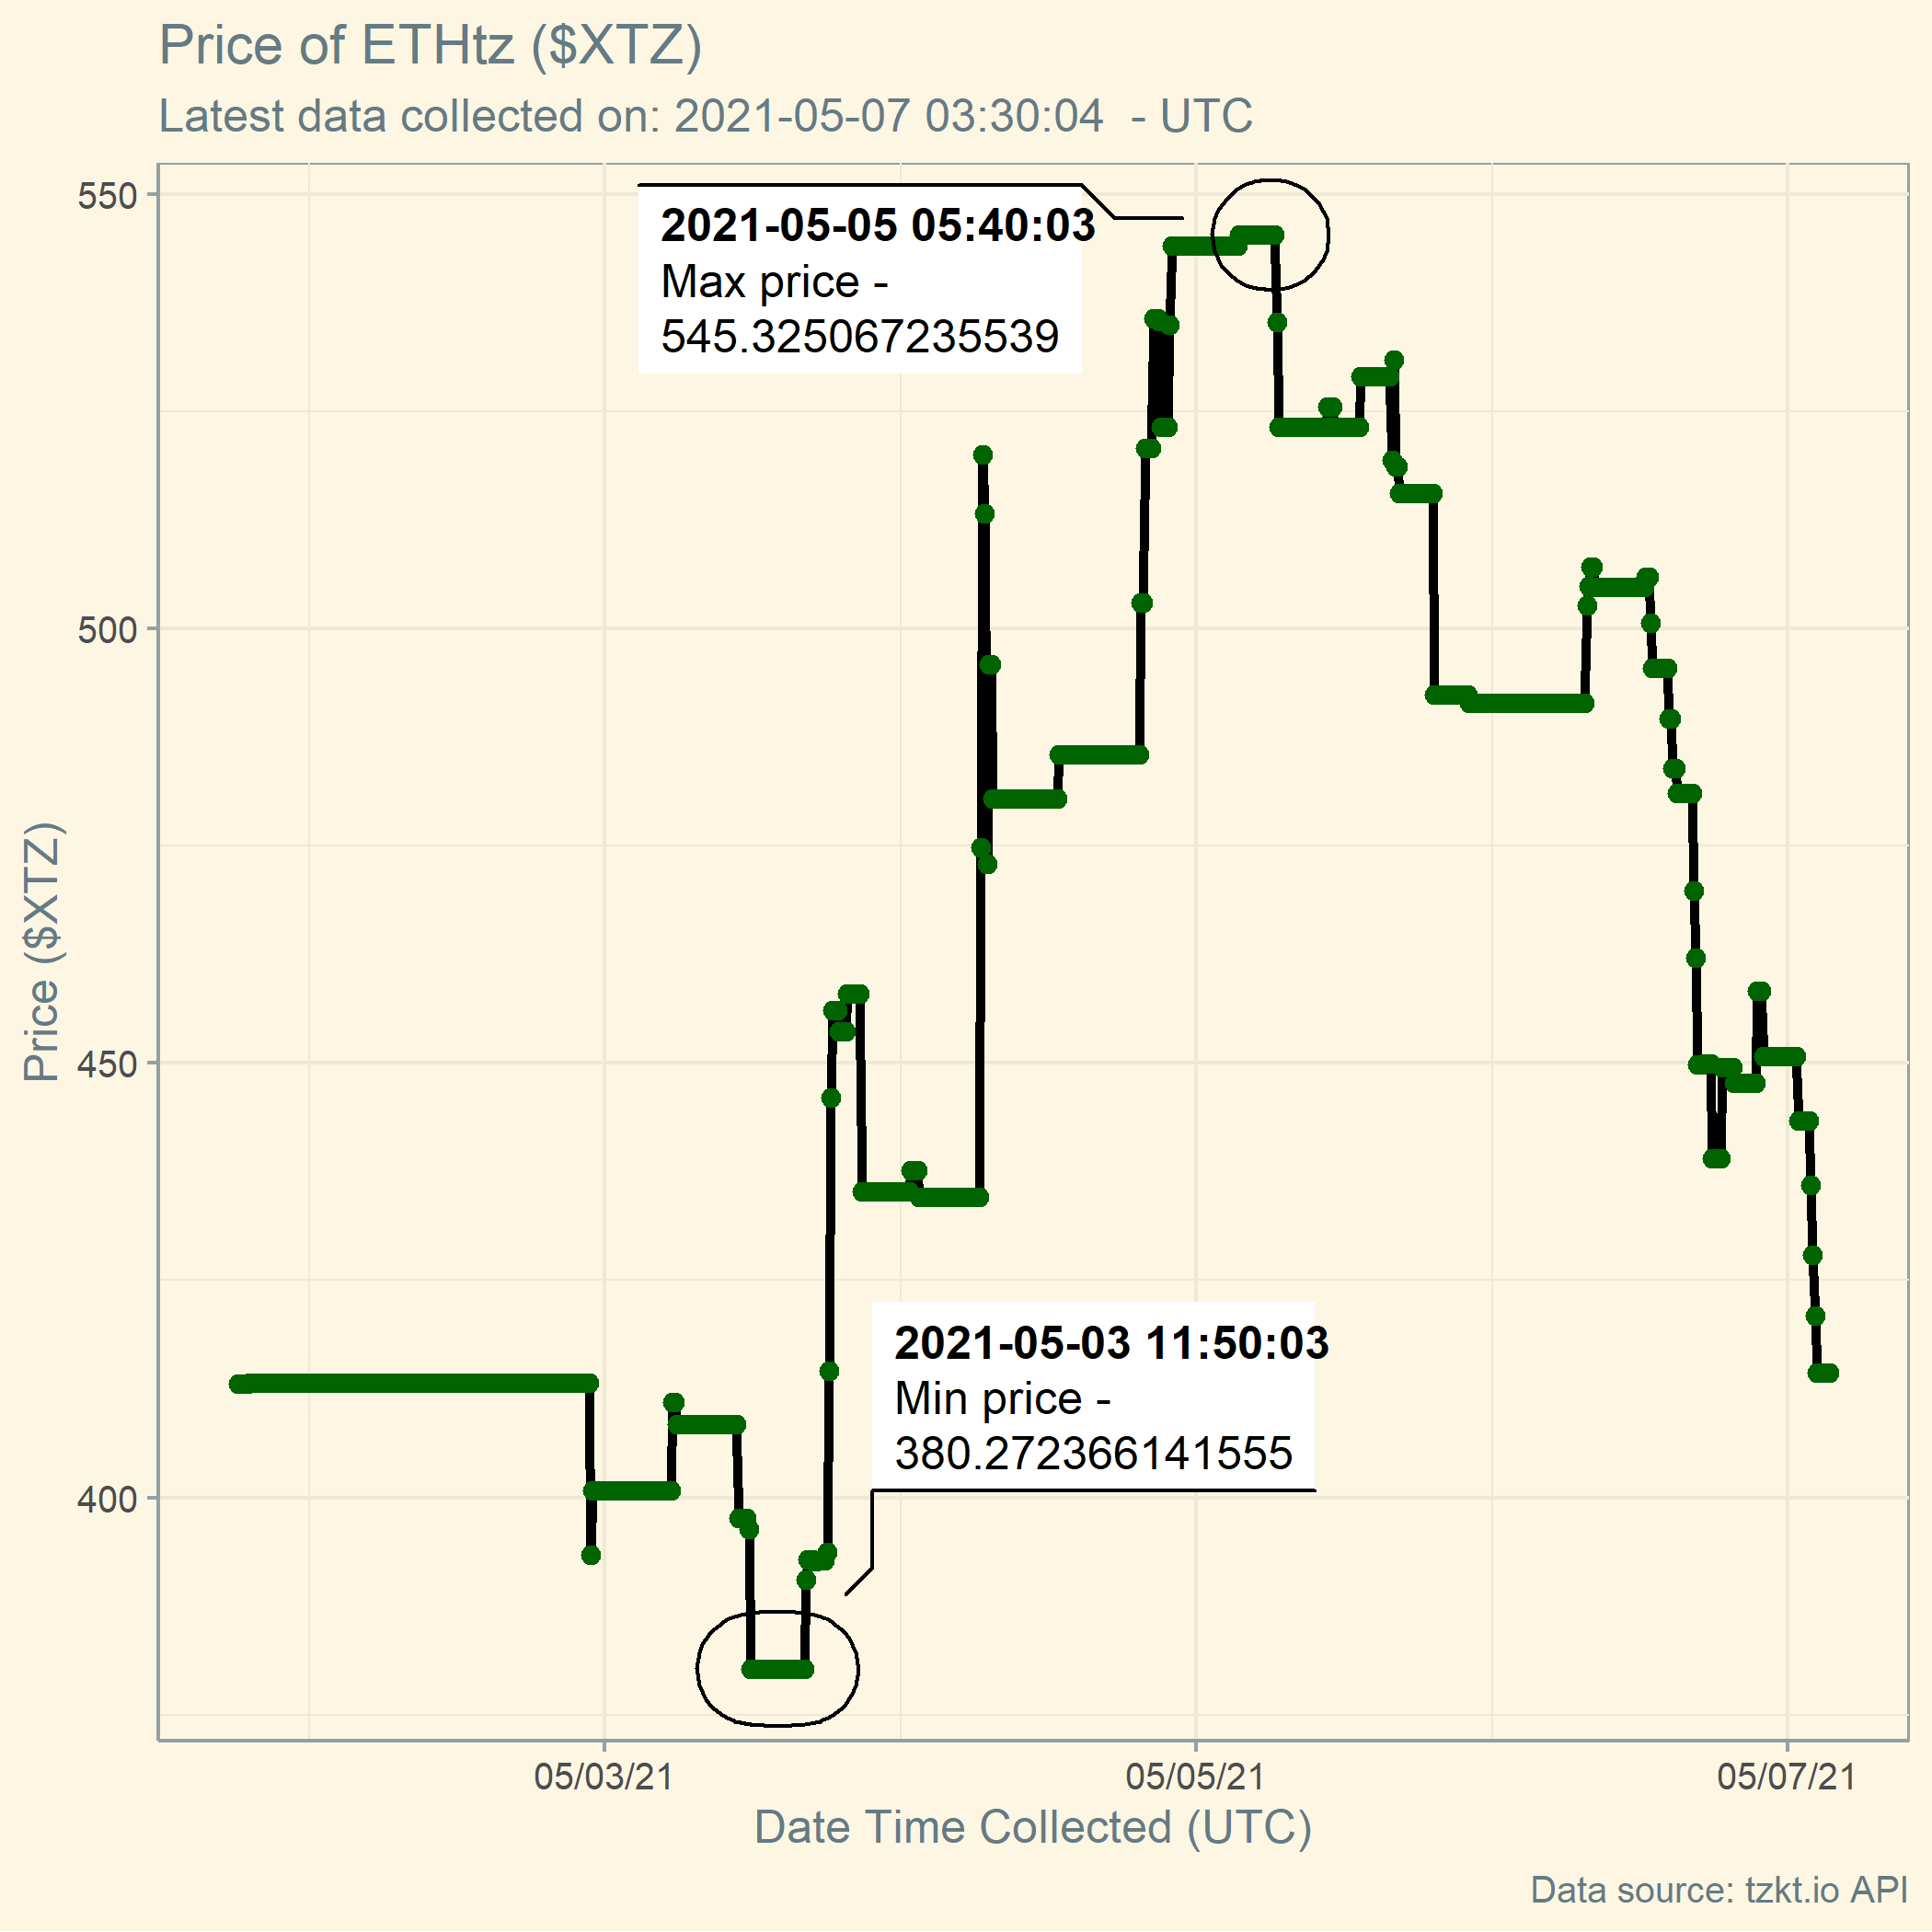 Price of ETHtz ($XTZ)
Latest data collected on: 2021-05-07 03:30:04  - UTC
550
500
450
400
Price ($XTZ)
2021-05-05 05:40:03
Max price -
545.325067235539
2021-05-03 11:50:03
Min price -
380.272366141555
05/03/21
05/05/21
05/07/21
Date Time Collected (UTC)
Data source: tzkt.io API